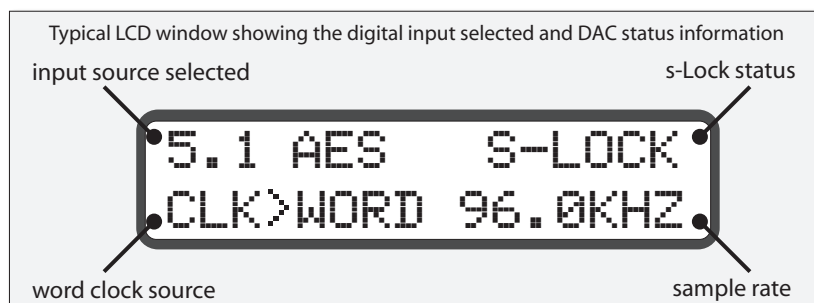 Typical LCD window showing the digital input selected and DAC status information
input source selected
s-Lock status
5.1 AES S-LOCK
CLK>WORD 96.0KHZ
word clock source
sample rate